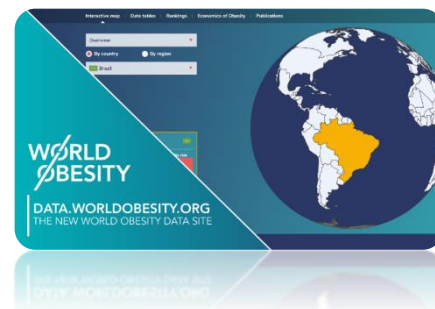 Interactive map Data tables Rankings Economics of Obesity Publications
Overview
By country By region
Brazil
WORLD
OBESITY
DATA.WORLDOBESITY.ORG
THE NEW WORLD OBESITY DATA SITE